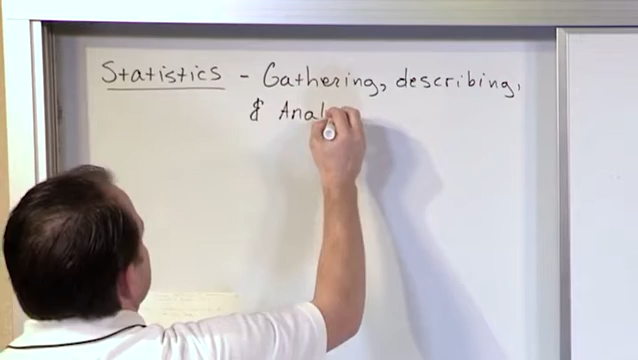 Statistics - Gathering, describing,
& Anal